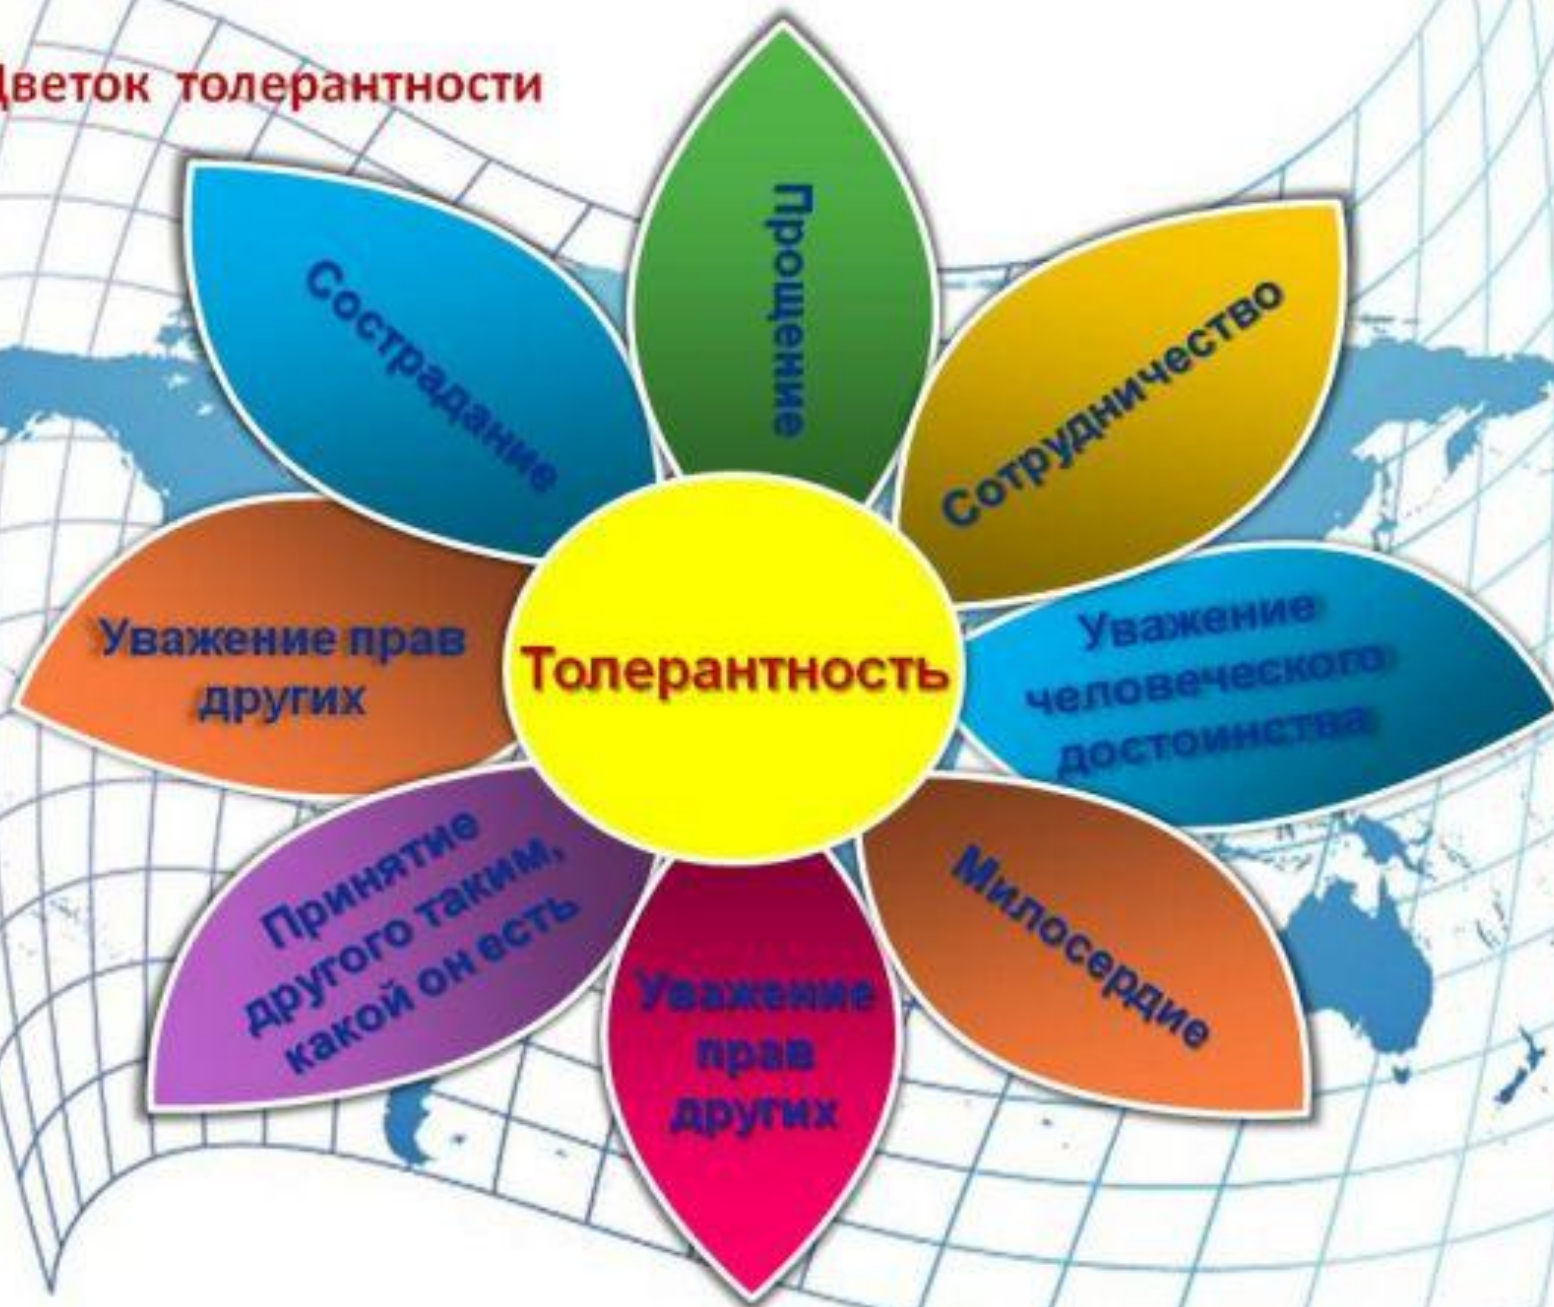 Цветок толерантности
Прощение
Сострадание
Сотрудничество
Уважение прав
других
Толерантность
Уважение
человеческого
достоинства
Принятие
другого таким,
какой он есть
Милосердие
Уважение
прав
других